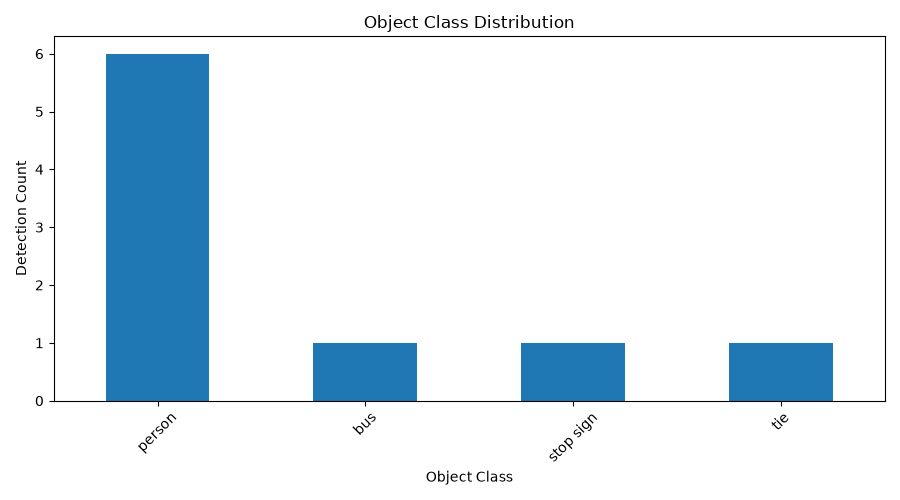 Object Class Distribution
Detection Count
6
5
4
3
2
1
0
person
bus
stop sign
tie
Object Class